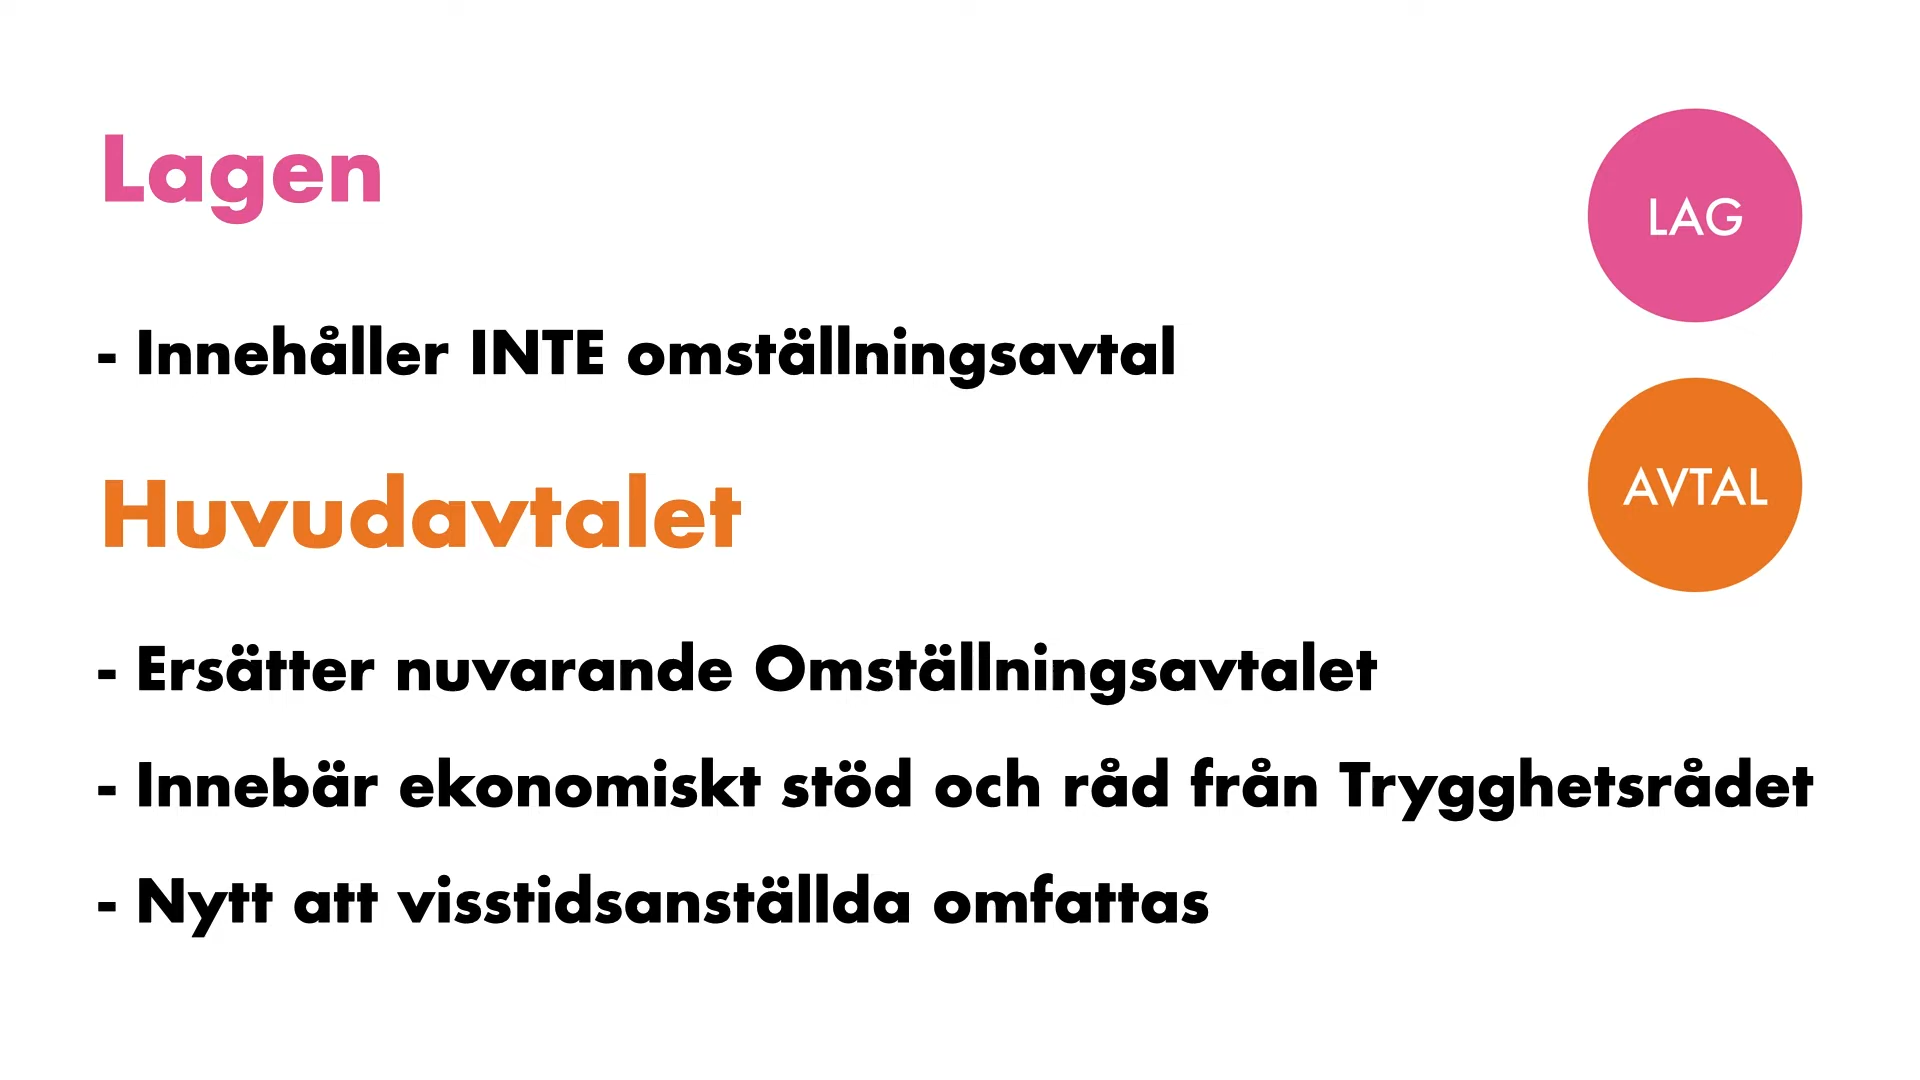 Lagen
LAG
- Innehåller INTE omställningsavtal
AVTAL
Huvudavtalet
- Ersätter nuvarande Omställningsavtalet
- Innebär ekonomiskt stöd och råd från Trygghetsrådet
- Nytt att visstidsanställda omfattas